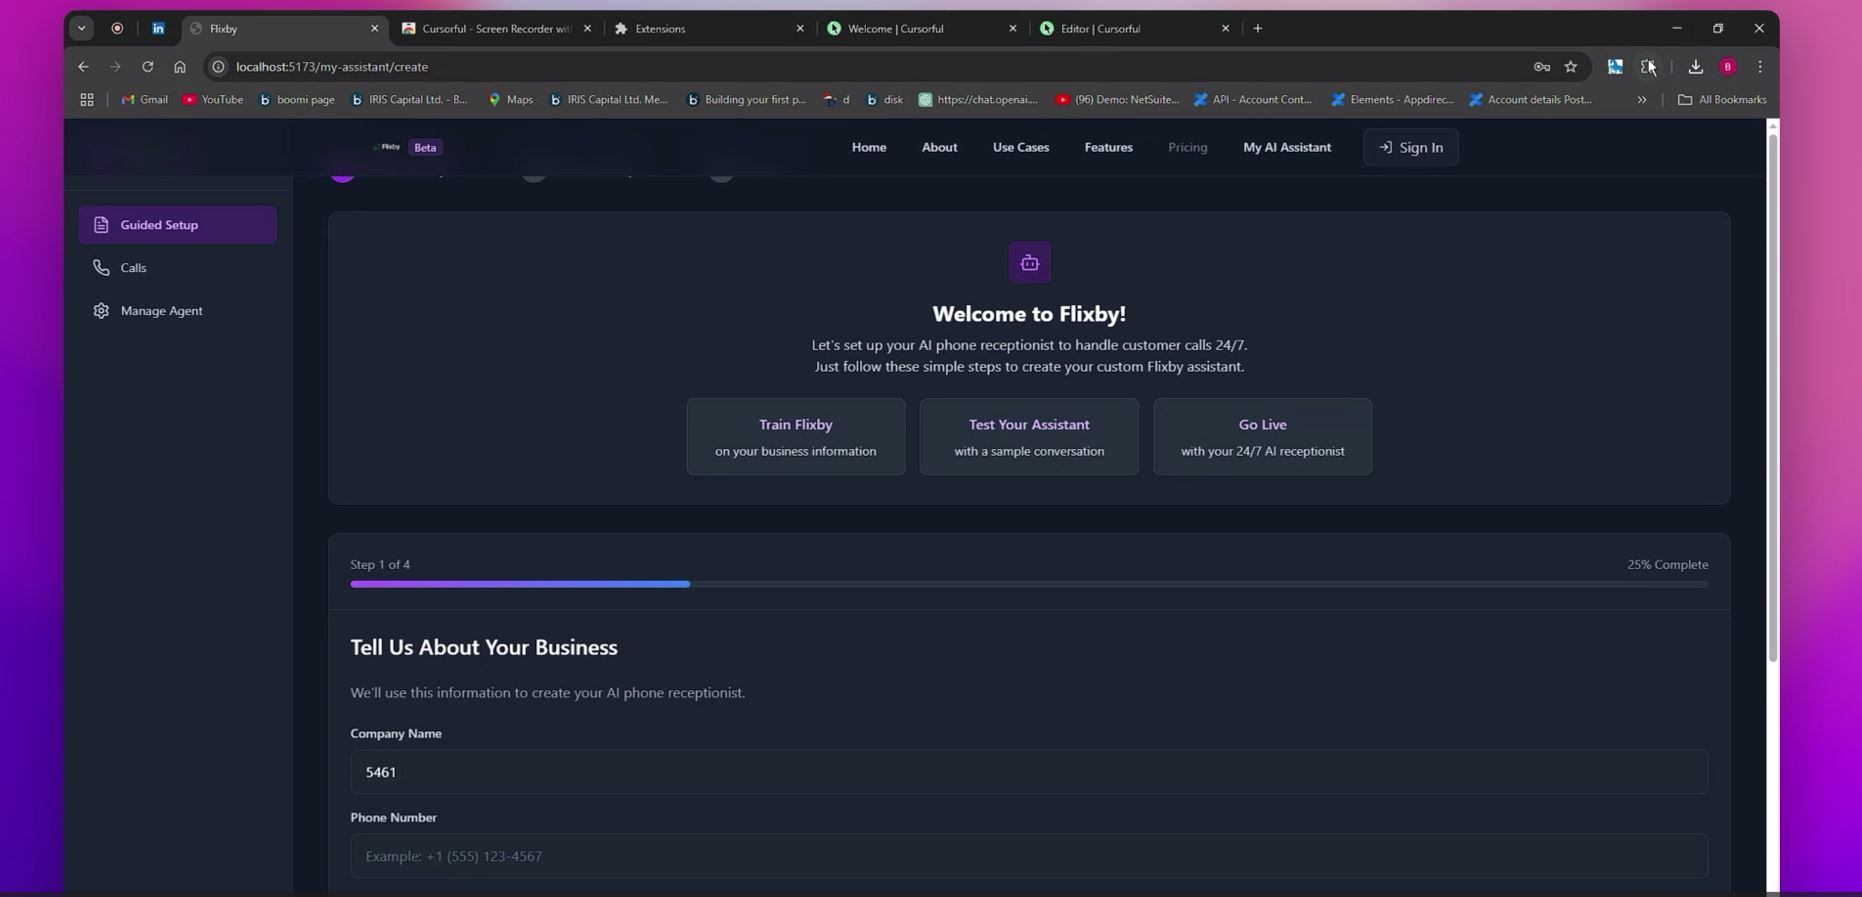 Flixby
Cursorful - Screen Recorder with
Extensions
Welcome | Cursorful
Editor | Cursorful
localhost:5173/my-assistant/create
B
Gmail
YouTube
boomi page
IRIS Capital Ltd. - B...
Maps
IRIS Capital Ltd. Me...
Building your first p...
d
disk
https://chat.openai....
(96) Demo: NetSuite...
API - Account Cont...
Elements - Appdirec...
Account details Post...
»
All Bookmarks
Flixby
Beta
Home
About
Use Cases
Features
Pricing
My AI Assistant
Sign In
Guided Setup
Calls
Manage Agent
Welcome to Flixby!
Let's set up your AI phone receptionist to handle customer calls 24/7.
Just follow these simple steps to create your custom Flixby assistant.
Train Flixby
on your business information
Test Your Assistant
with a sample conversation
Go Live
with your 24/7 AI receptionist
Step 1 of 4
25% Complete
Tell Us About Your Business
We'll use this information to create your AI phone receptionist.
Company Name
5461
Phone Number
Example: +1 (555) 123-4567